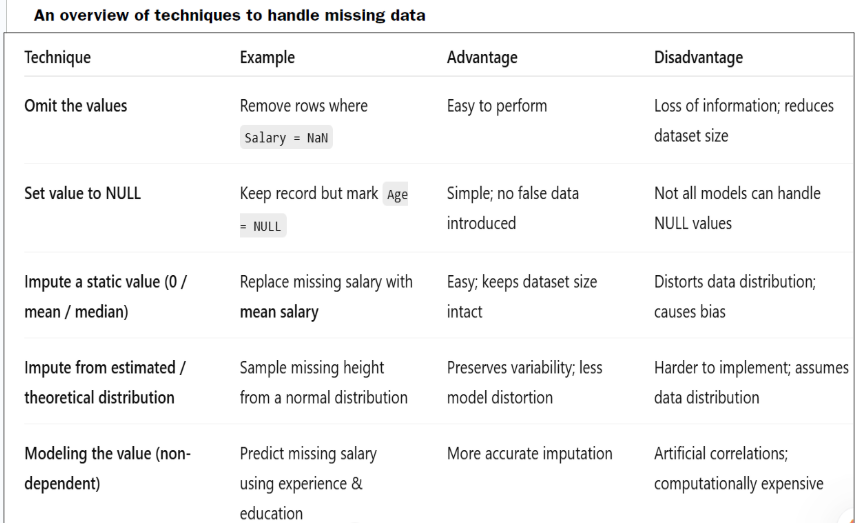 An overview of techniques to handle missing data
Technique Example Advantage Disadvantage
Omit the values Remove rows where Easy to perform Loss of information; reduces
Salary = NaN dataset size
Set value to NULL Keep record but mark Age Simple; no false data Not all models can handle
= NULL introduced NULL values
Impute a static value (0 / Replace missing salary with Easy; keeps dataset size Distorts data distribution;
mean / median) mean salary intact causes bias
Impute from estimated / Sample missing height Preserves variability; less Harder to implement; assumes
theoretical distribution from a normal distribution model distortion data distribution
Modeling the value (non- Predict missing salary More accurate imputation Artificial correlations;
dependent) using experience & computationally expensive
education